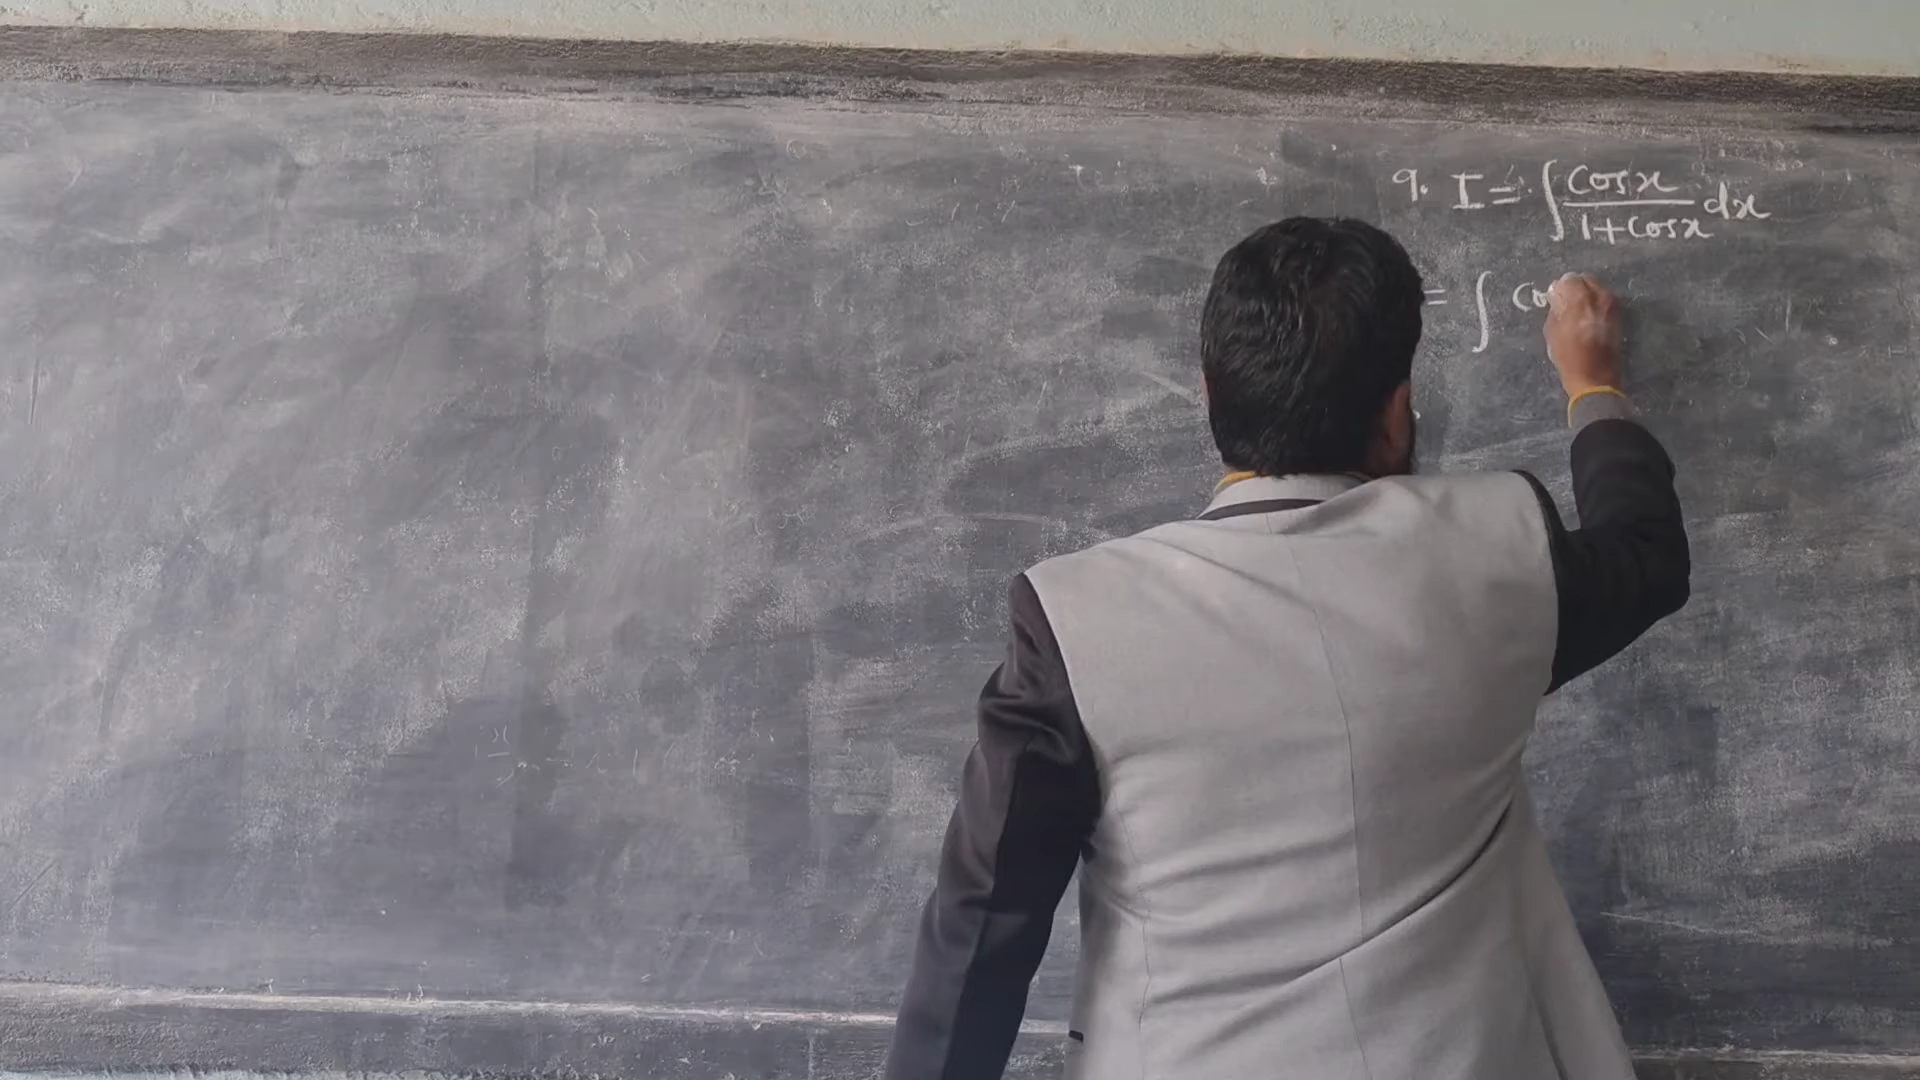 9. I = ∫ cosx / 1+cosx dx
= ∫ co